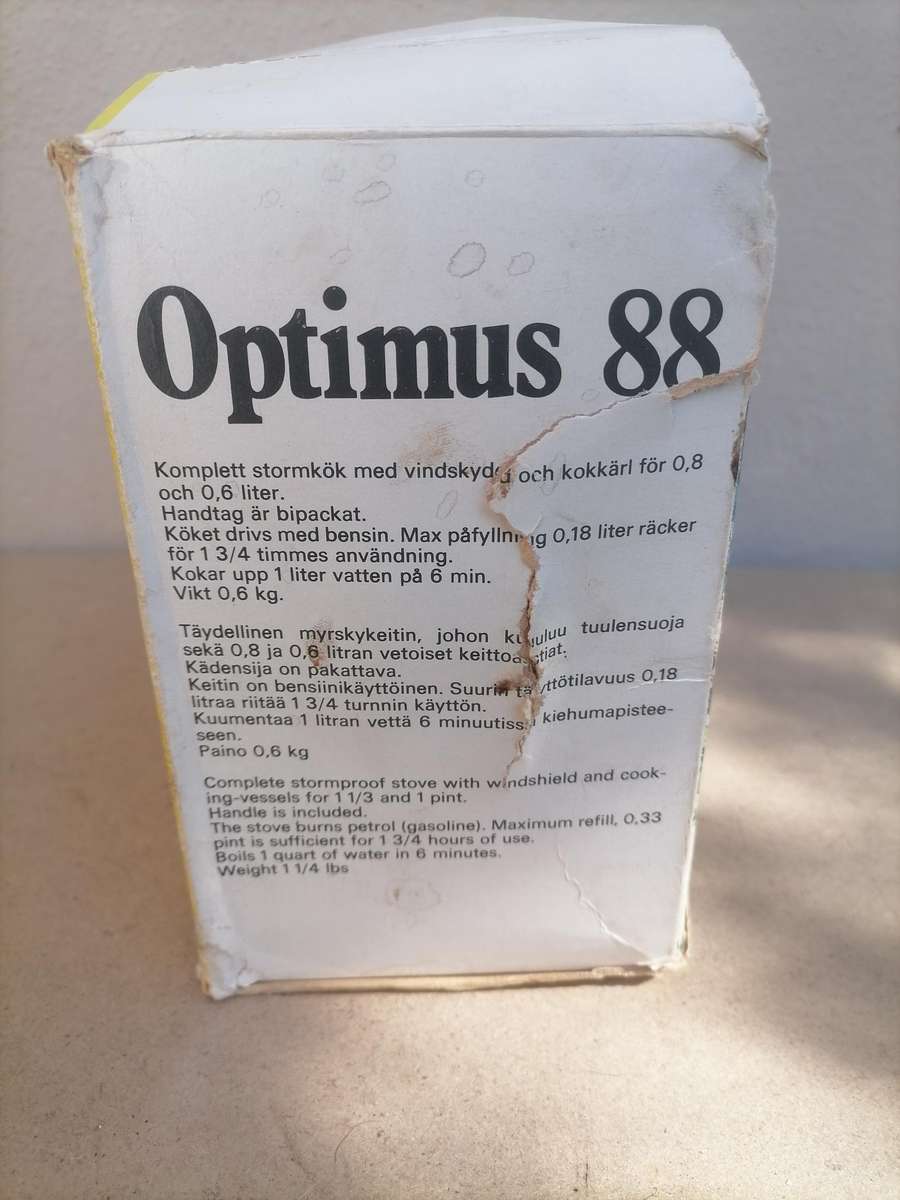 Optimus 88
Komplett stormkök med vindskydd och kokkärl för 0,8
och 0,6 liter.
Handtag är bipackat.
Köket drivs med bensin. Max påfyllning 0,18 liter räcker
för 1 3/4 timmes användning.
Kokar upp 1 liter vatten på 6 min.
Vikt 0,6 kg.
Täydellinen myrskykeitin, johon kuuluu tuulensuoja
sekä 0,8 ja 0,6 litran vetoiset keittoastiat.
Kädensija on pakattava.
Keitin on bensiinikäyttöinen. Suurin täyttötilavuus 0,18
litraa riitää 1 3/4 turnnin käyttön.
Kuumentaa 1 litran vettä 6 minuutissa kiehumapistee-
seen.
Paino 0,6 kg
Complete stormproof stove with windshield and cook-
ing-vessels for 1 1/3 and 1 pint.
Handle is included.
The stove burns petrol (gasoline). Maximum refill, 0,33
pint is sufficient for 1 3/4 hours of use.
Boils 1 quart of water in 6 minutes.
Weight 1 1/4 lbs